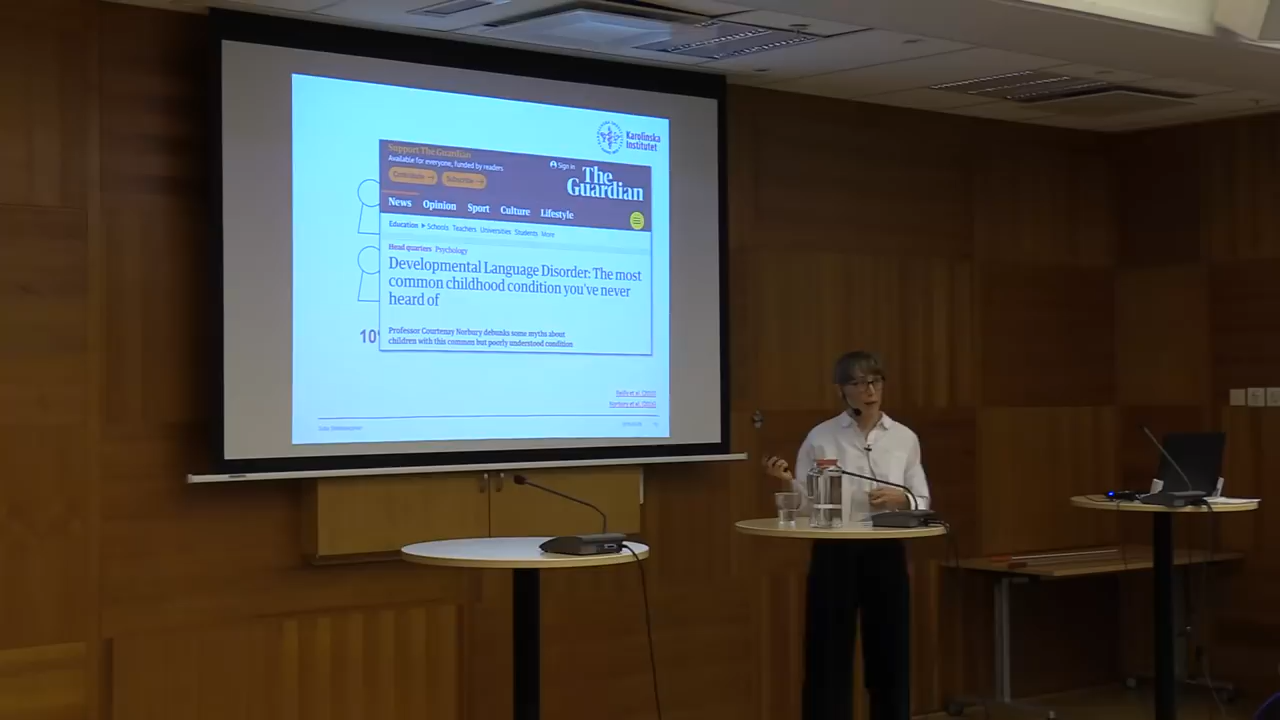 Karolinska
Institutet
Support The Guardian
Available for everyone, funded by readers
Contribute →
Subscribe →
Sign in
The
Guardian
News Opinion Sport Culture Lifestyle
Education Schools Teachers Universities Students More
Head quarters Psychology
Developmental Language Disorder: The most
common childhood condition you've never
heard of
Professor Courtenay Norbury debunks some myths about
children with this common but poorly understood condition
10
Norbury et al. (2016)